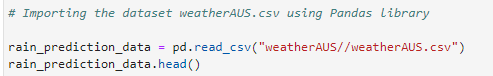 # Importing the dataset weatherAUS.csv using Pandas library
rain_prediction_data = pd.read_csv("weatherAUS//weatherAUS.csv")
rain_prediction_data.head()